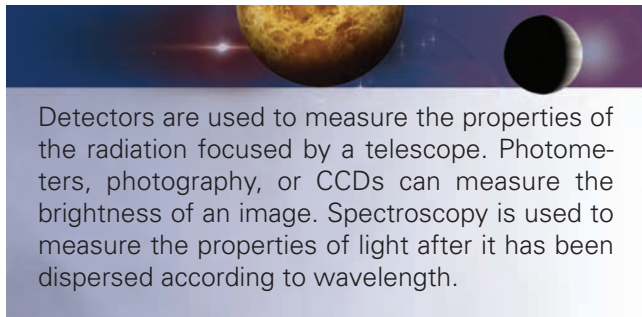 Detectors are used to measure the properties of
the radiation focused by a telescope. Photome-
ters, photography, or CCDs can measure the
brightness of an image. Spectroscopy is used to
measure the properties of light after it has been
dispersed according to wavelength.